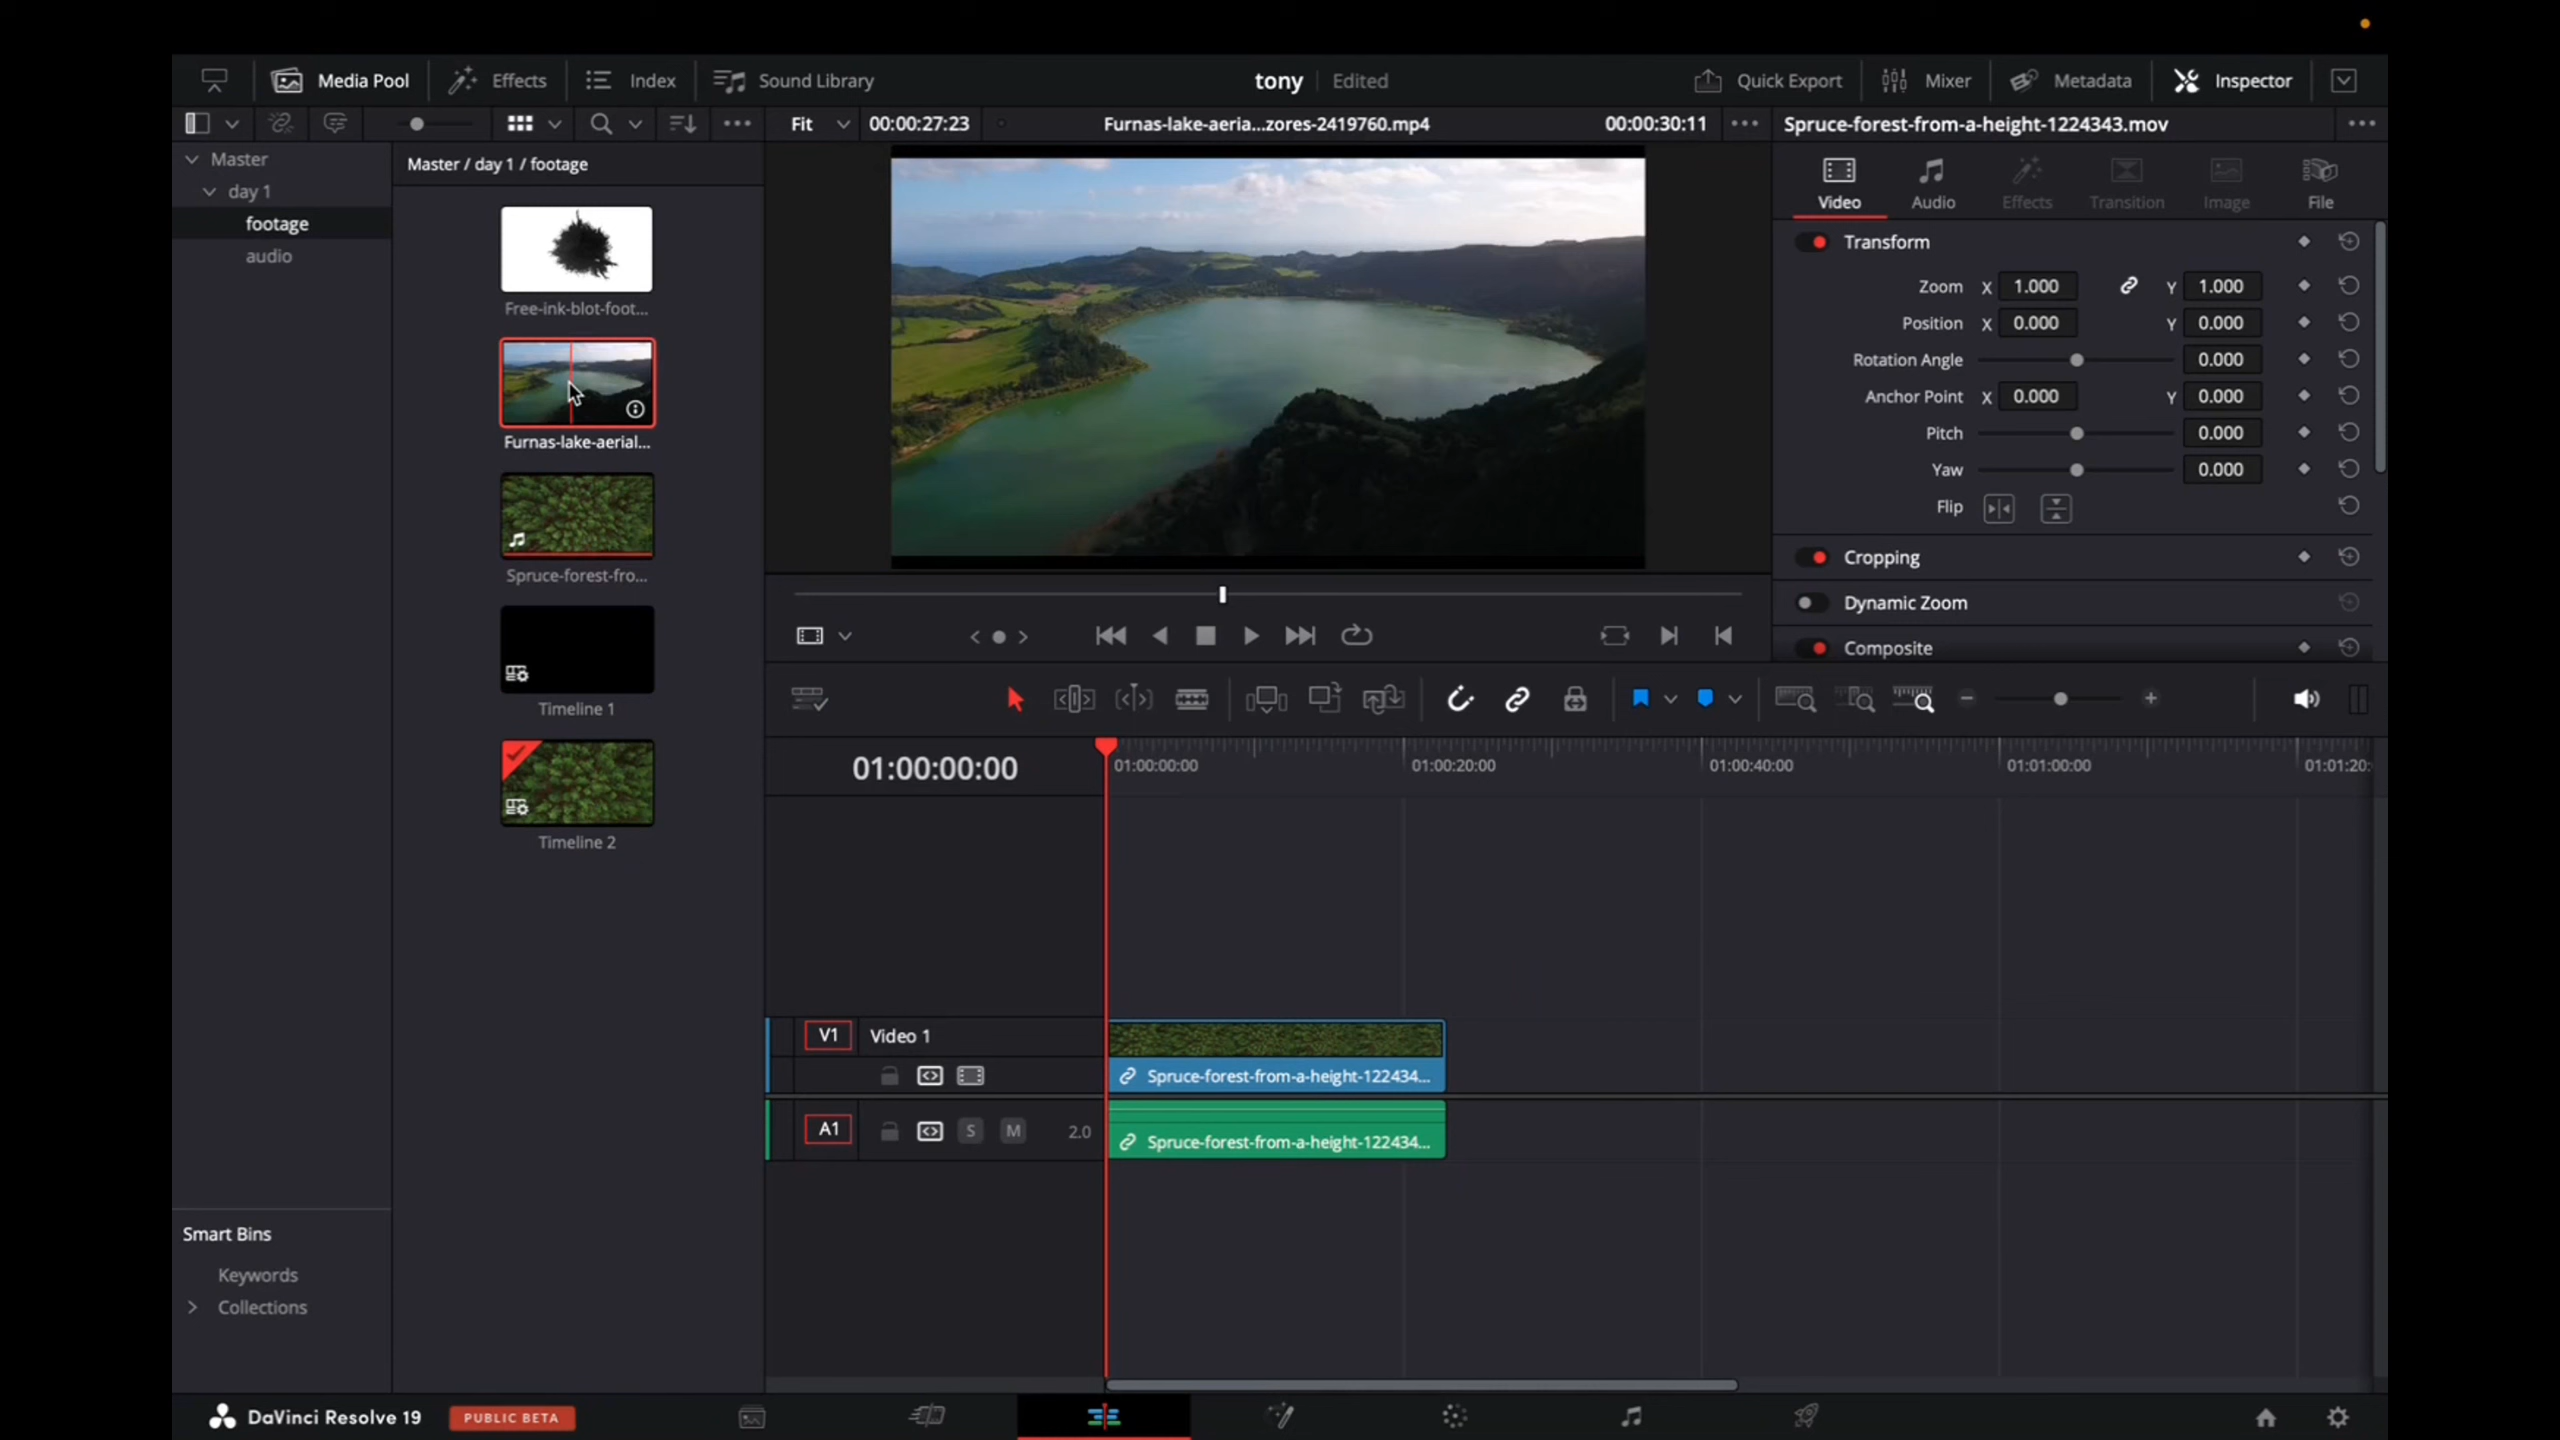 Media Pool
Effects
Index
Sound Library
tony
Edited
Quick Export
Mixer
Metadata
Inspector
Fit
00:00:27:23
Furnas-lake-aeria...zores-2419760.mp4
00:00:30:11
Spruce-forest-from-a-height-1224343.mov
Master
day 1
footage
audio
Master / day 1 / footage
Free-ink-blot-foot...
Furnas-lake-aerial...
Spruce-forest-fro...
Timeline 1
Timeline 2
Smart Bins
Keywords
Collections
Video
Audio
Effects
Transition
Image
File
Transform
Zoom X 1.000 Y 1.000
Position X 0.000 Y 0.000
Rotation Angle 0.000
Anchor Point X 0.000 Y 0.000
Pitch 0.000
Yaw 0.000
Flip
Cropping
Dynamic Zoom
Composite
01:00:00:00
01:00:00:00
01:00:20:00
01:00:40:00
01:01:00:00
01:01:20:
V1 Video 1
Spruce-forest-from-a-height-122434...
A1 S M 2.0
Spruce-forest-from-a-height-122434...
DaVinci Resolve 19
PUBLIC BETA